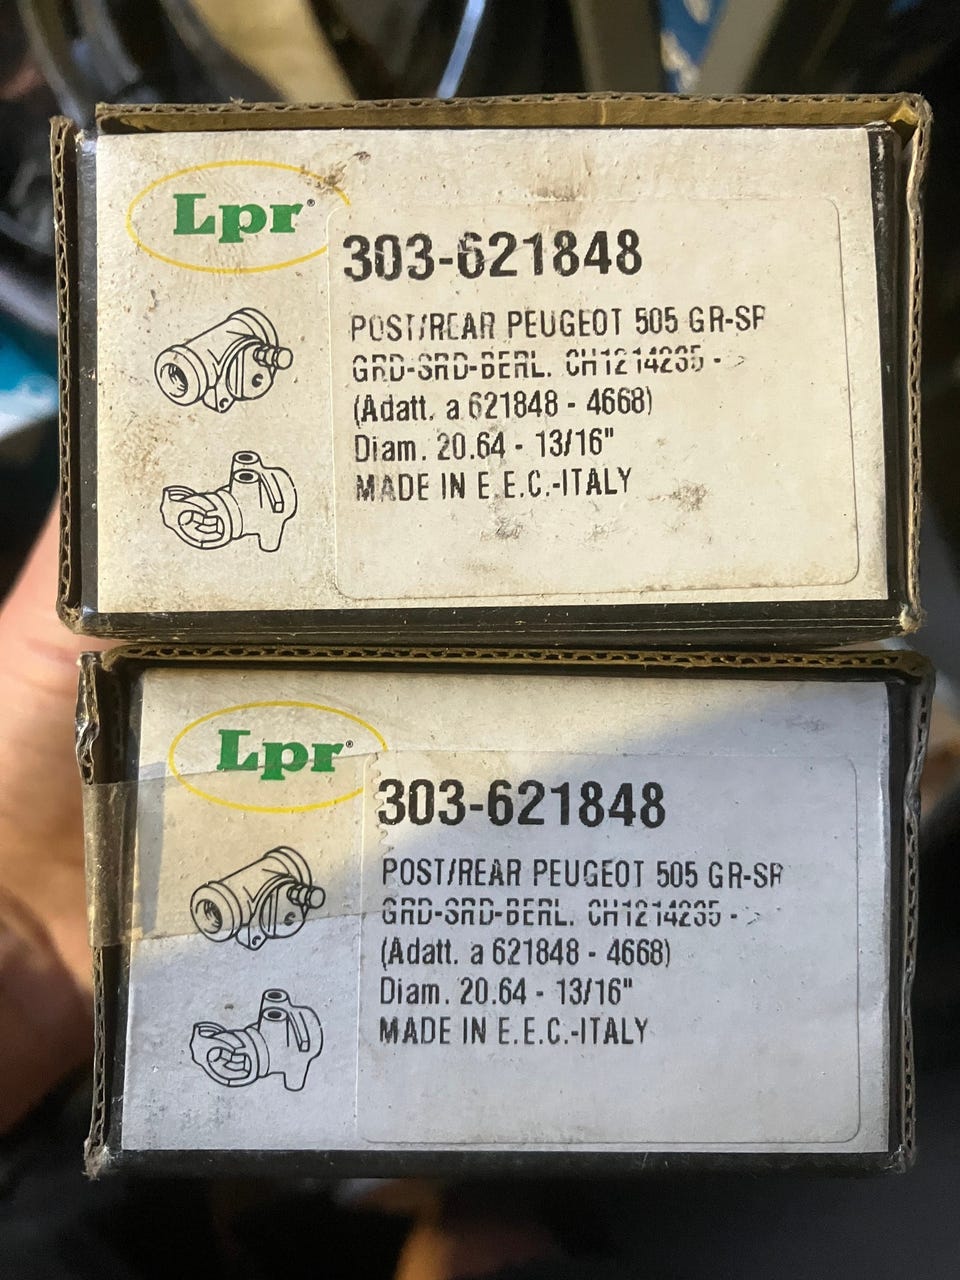 Lpr®
303-621848
POST/REAR PEUGEOT 505 GR-SR
GRD-SRD-BERL. CH1214235 - >
(Adatt. a 621848 - 4668)
Diam. 20.64 - 13/16"
MADE IN E.E.C.-ITALY
Lpr®
303-621848
POST/REAR PEUGEOT 505 GR-SR
GRD-SRD-BERL. CH1214235 - >
(Adatt. a 621848 - 4668)
Diam. 20.64 - 13/16"
MADE IN E.E.C.-ITALY